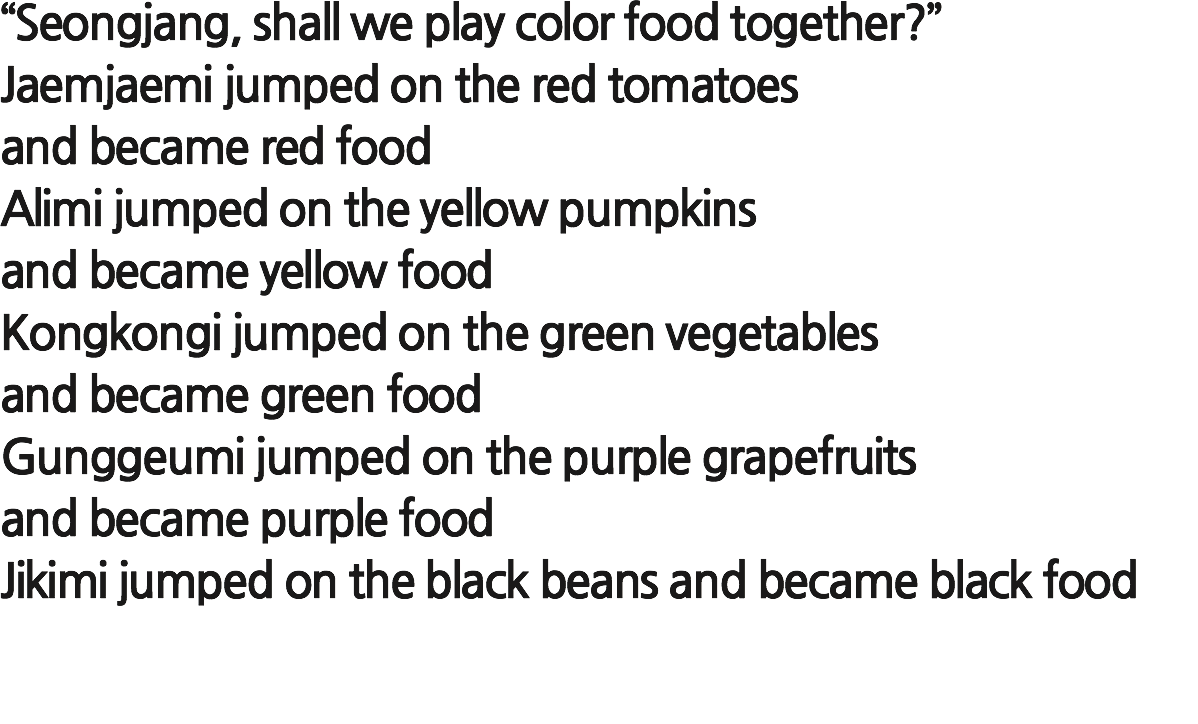 “Seongjang, shall we play color food together?”
Jaemjaemi jumped on the red tomatoes
and became red food
Alimi jumped on the yellow pumpkins
and became yellow food
Kongkongi jumped on the green vegetables
and became green food
Gunggeumi jumped on the purple grapefruits
and became purple food
Jikimi jumped on the black beans and became black food